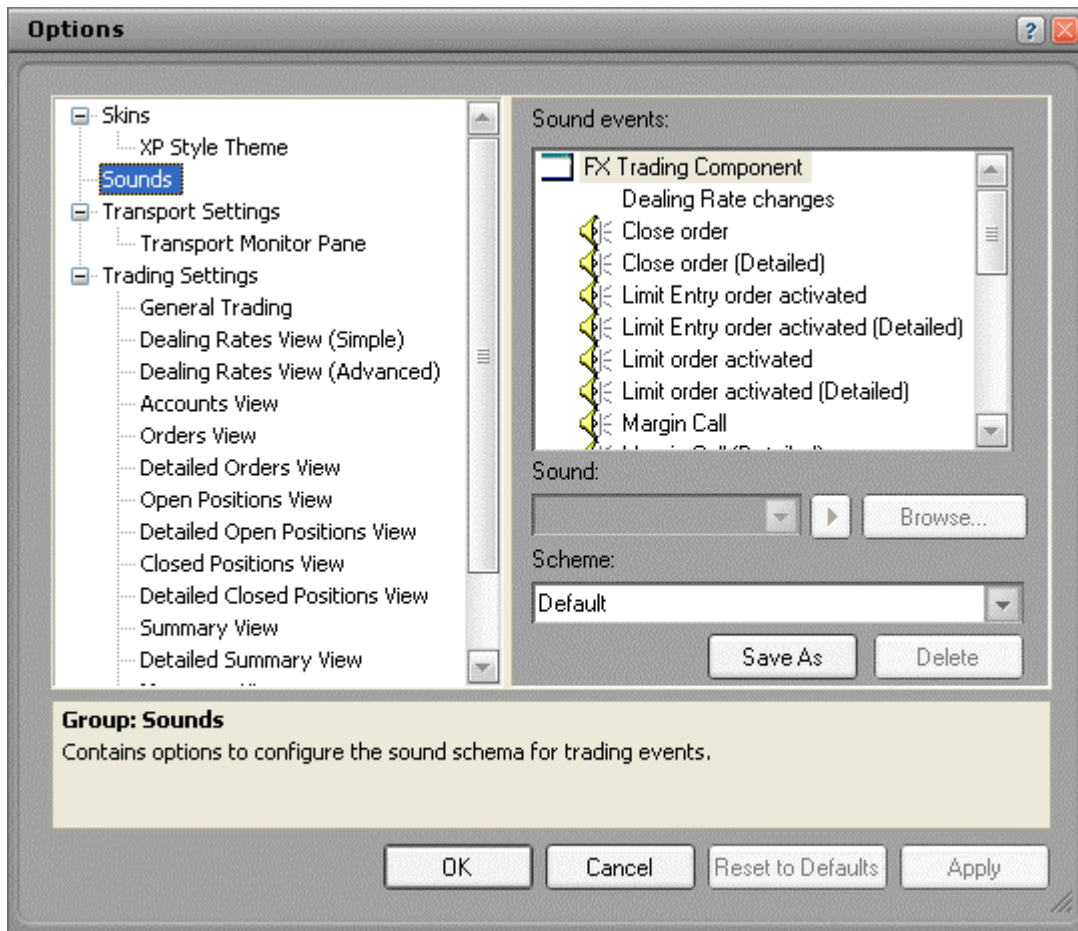 Options
Skins
XP Style Theme
Sounds
Transport Settings
Transport Monitor Pane
Trading Settings
General Trading
Dealing Rates View (Simple)
Dealing Rates View (Advanced)
Accounts View
Orders View
Detailed Orders View
Open Positions View
Detailed Open Positions View
Closed Positions View
Detailed Closed Positions View
Summary View
Detailed Summary View
Sound events:
FX Trading Component
Dealing Rate changes
Close order
Close order (Detailed)
Limit Entry order activated
Limit Entry order activated (Detailed)
Limit order activated
Limit order activated (Detailed)
Margin Call
Margin Call (Detailed)
Sound:
Browse...
Scheme:
Default
Save As
Delete
Group: Sounds
Contains options to configure the sound schema for trading events.
OK
Cancel
Reset to Defaults
Apply